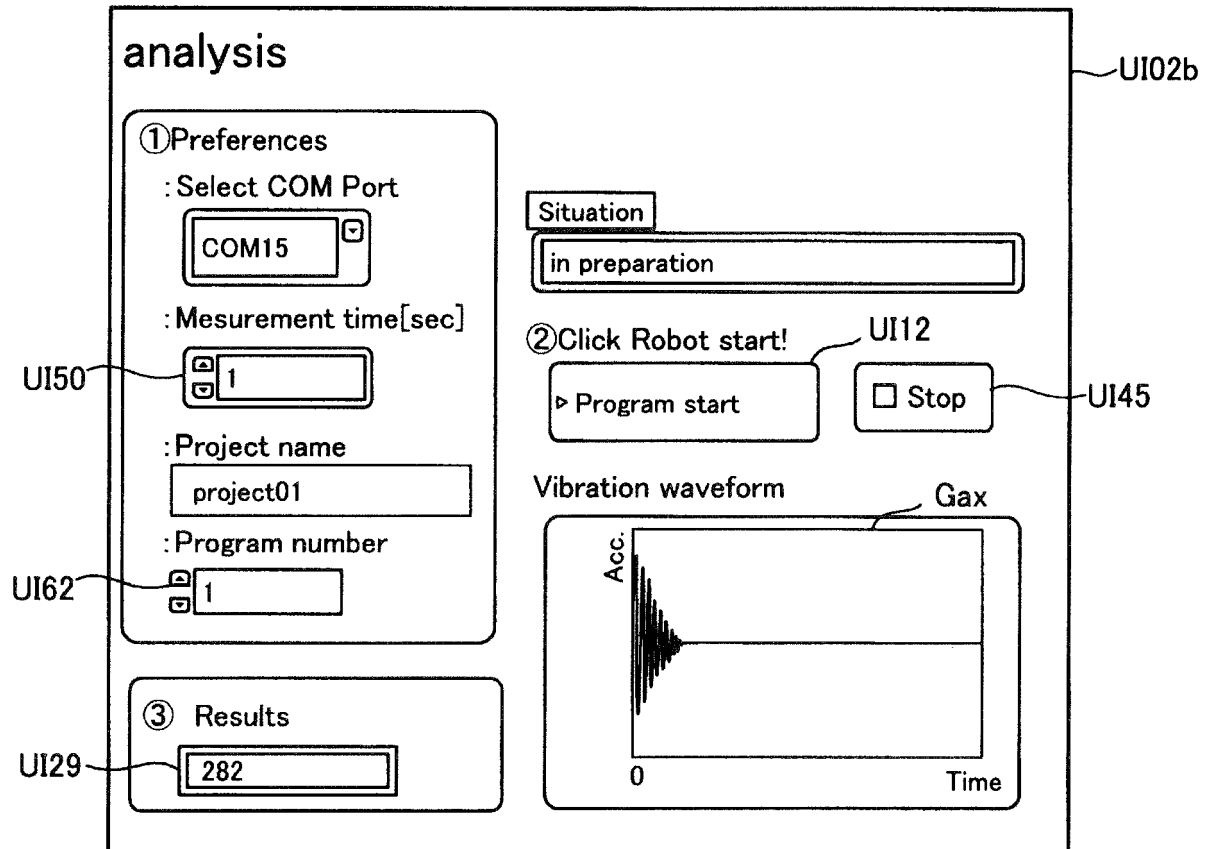 analysis
UI02b
①Preferences
:Select COM Port
COM15
:Mesurement time[sec]
UI50
1
:Project name
project01
:Program number
UI62
1
Situation
in preparation
②Click Robot start!
UI12
▷ Program start
□ Stop
UI45
Vibration waveform
Gax
Acc.
0
Time
③ Results
UI29
282